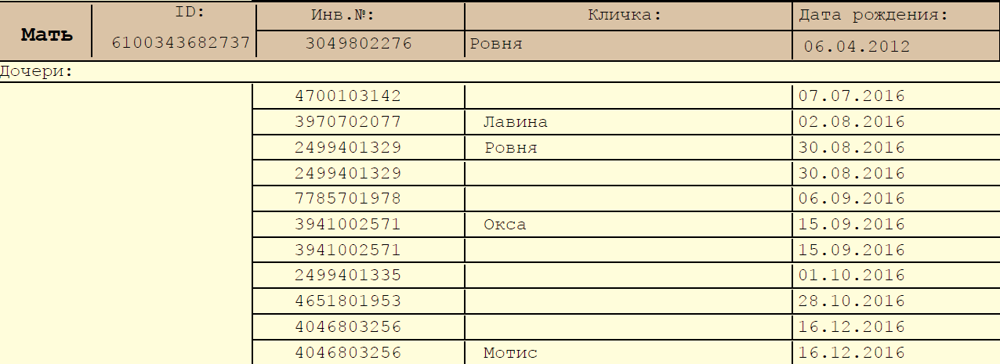 Мать ID: Инв.№: Кличка: Дата рождения:
6100343682737 3049802276 Ровня 06.04.2012
Дочери:
4700103142 07.07.2016
3970702077 Лавина 02.08.2016
2499401329 Ровня 30.08.2016
2499401329 30.08.2016
7785701978 06.09.2016
3941002571 Окса 15.09.2016
3941002571 15.09.2016
2499401335 01.10.2016
4651801953 28.10.2016
4046803256 16.12.2016
4046803256 Мотис 16.12.2016